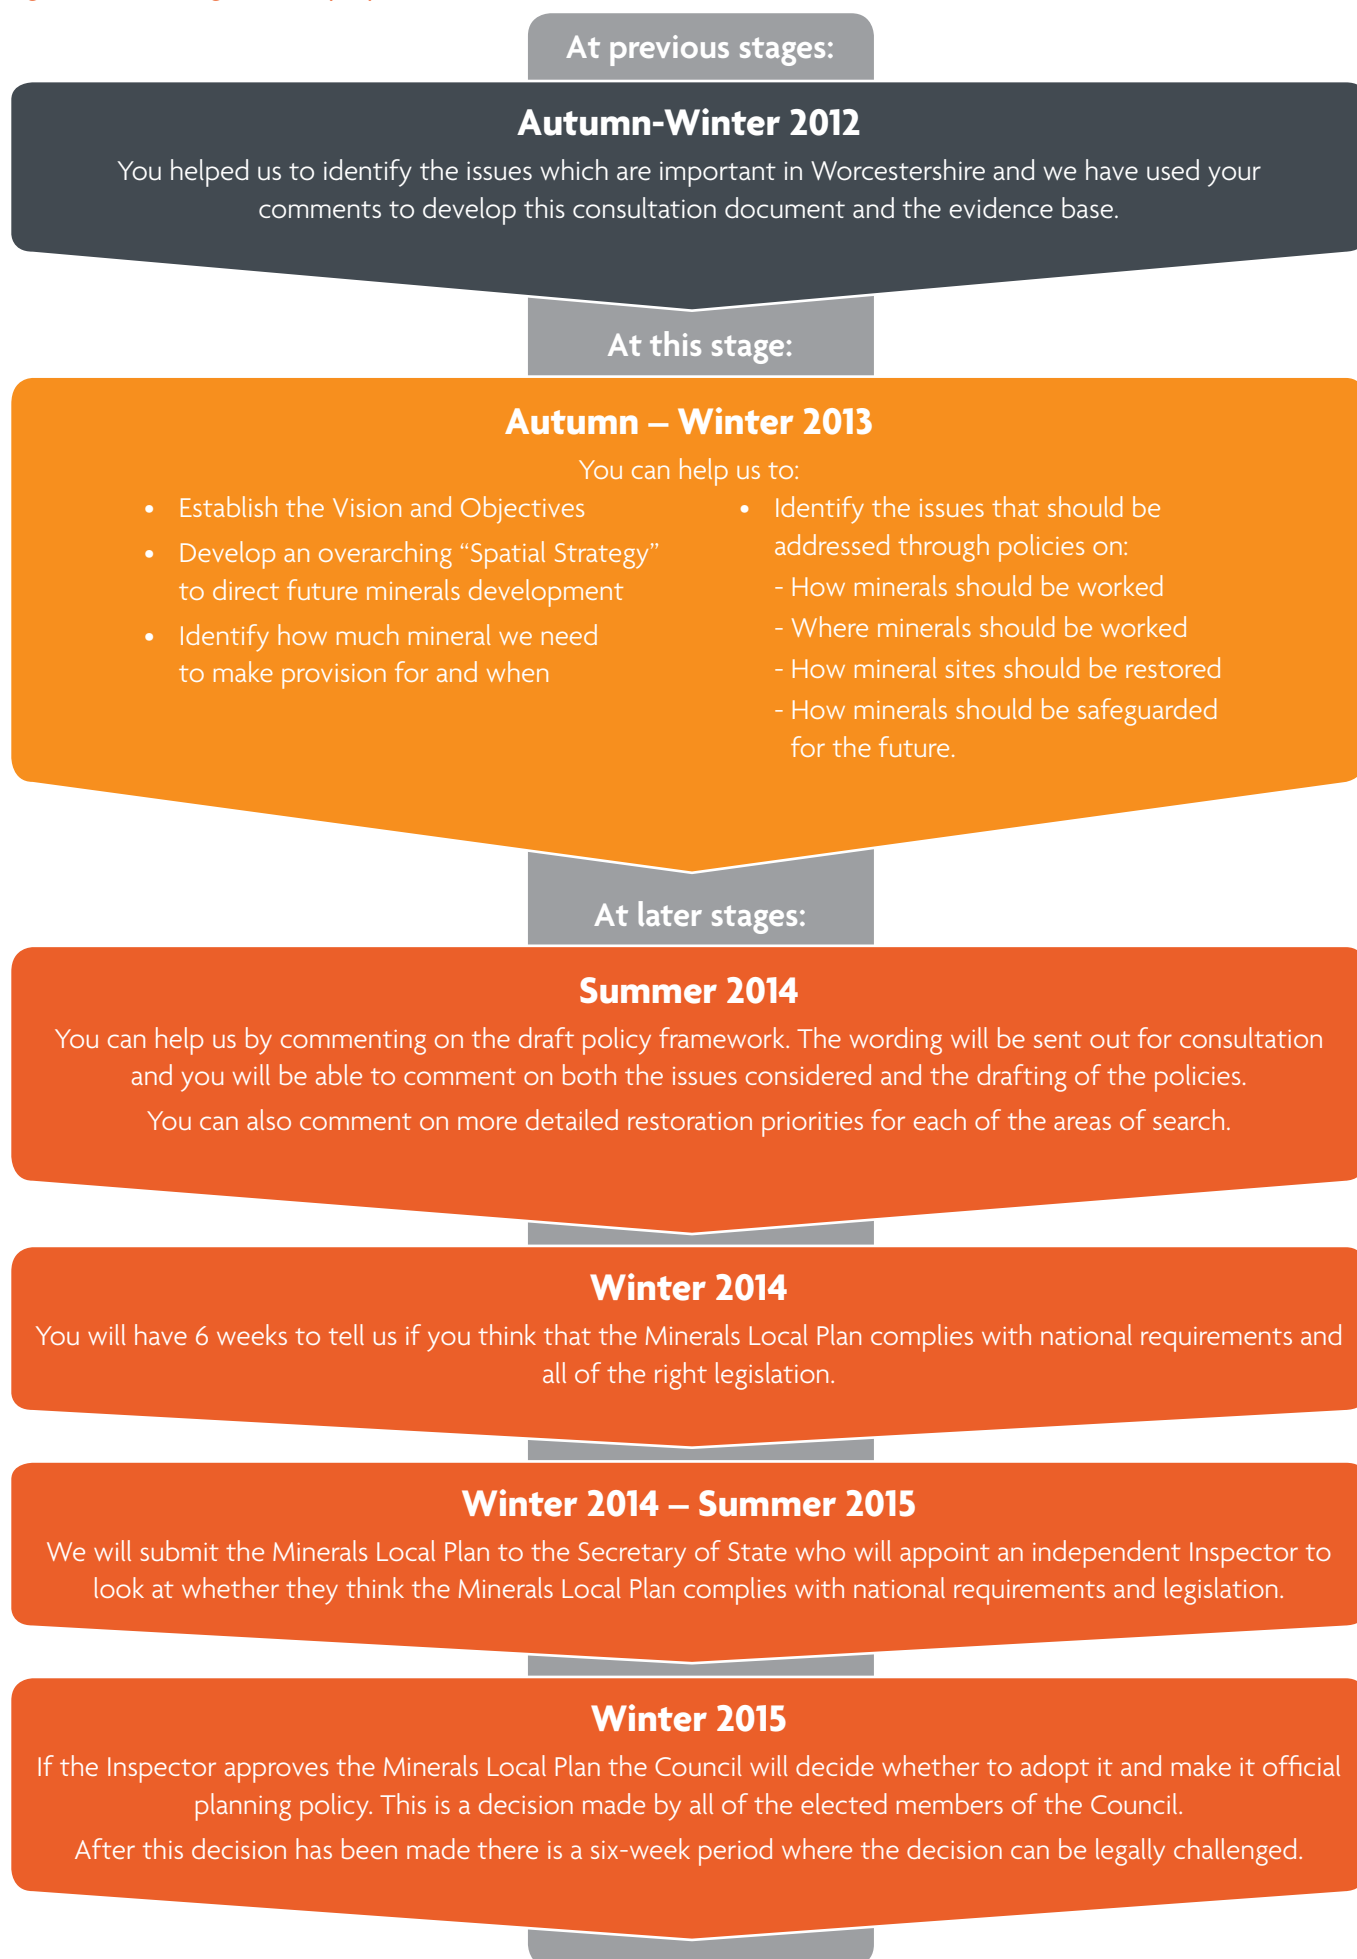 At previous stages:
Autumn-Winter 2012
You helped us to identify the issues which are important in Worcestershire and we have used your
comments to develop this consultation document and the evidence base.
At this stage:
Autumn – Winter 2013
You can help us to:
• Establish the Vision and Objectives
• Develop an overarching “Spatial Strategy”
to direct future minerals development
• Identify how much mineral we need
to make provision for and when
• Identify the issues that should be
addressed through policies on:
- How minerals should be worked
- Where minerals should be worked
- How mineral sites should be restored
- How minerals should be safeguarded
for the future.
At later stages:
Summer 2014
You can help us by commenting on the draft policy framework. The wording will be sent out for consultation
and you will be able to comment on both the issues considered and the drafting of the policies.
You can also comment on more detailed restoration priorities for each of the areas of search.
Winter 2014
You will have 6 weeks to tell us if you think that the Minerals Local Plan complies with national requirements and
all of the right legislation.
Winter 2014 – Summer 2015
We will submit the Minerals Local Plan to the Secretary of State who will appoint an independent Inspector to
look at whether they think the Minerals Local Plan complies with national requirements and legislation.
Winter 2015
If the Inspector approves the Minerals Local Plan the Council will decide whether to adopt it and make it official
planning policy. This is a decision made by all of the elected members of the Council.
After this decision has been made there is a six-week period where the decision can be legally challenged.